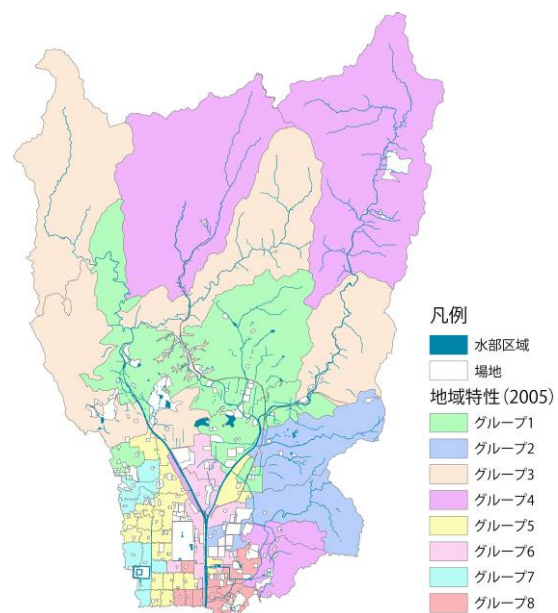 凡例
水部区域
場地
地域特性(2005)
グループ1
グループ2
グループ3
グループ4
グループ5
グループ6
グループ7
グループ8